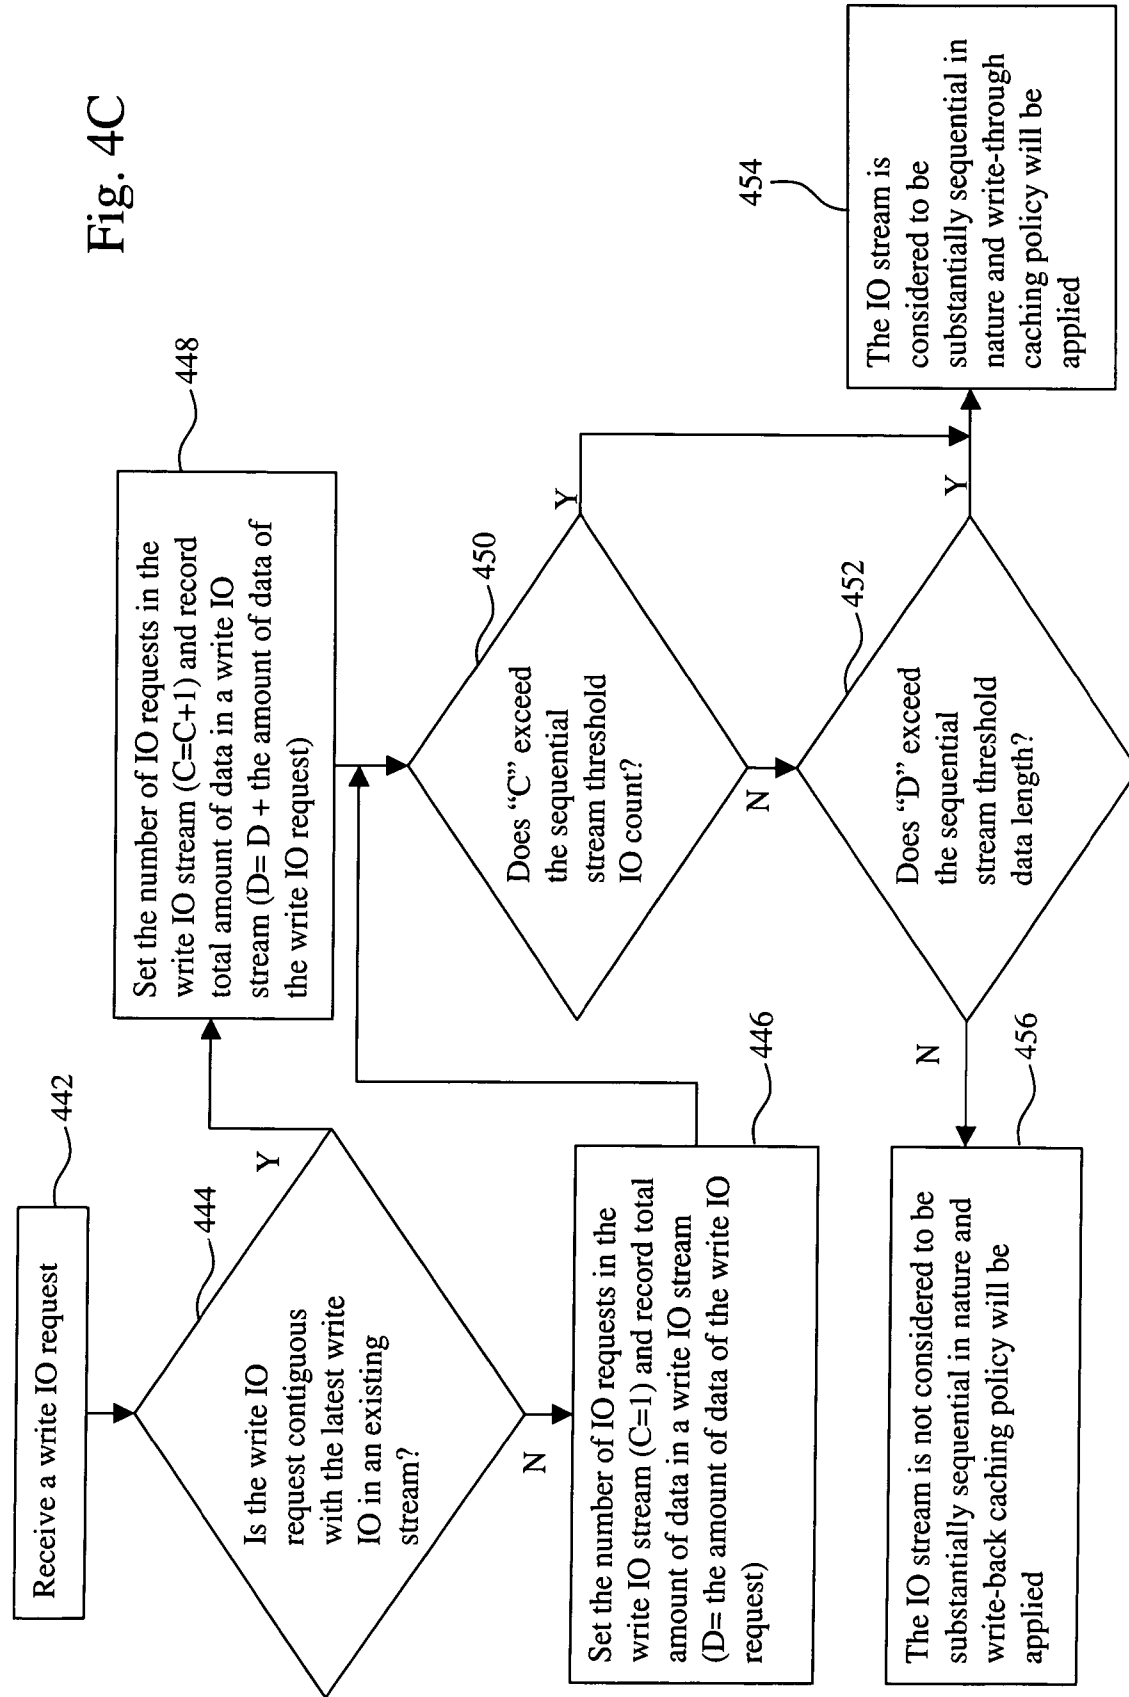 Fig. 4C
Receive a write IO request
442
Is the write IO
request contiguous
with the latest write
IO in an existing
stream?
444
Y
N
Set the number of IO requests in the
write IO stream (C=1) and record total
amount of data in a write IO stream
(D= the amount of data of the write IO
request)
446
Set the number of IO requests in the
write IO stream (C=C+1) and record
total amount of data in a write IO
stream (D= D + the amount of data of
the write IO request)
448
Does “C” exceed
the sequential
stream threshold
IO count?
450
Y
N
Does “D” exceed
the sequential
stream threshold
data length?
452
Y
N
The IO stream is
considered to be
substantially sequential in
nature and write-through
caching policy will be
applied
454
The IO stream is not considered to be
substantially sequential in nature and
write-back caching policy will be
applied
456